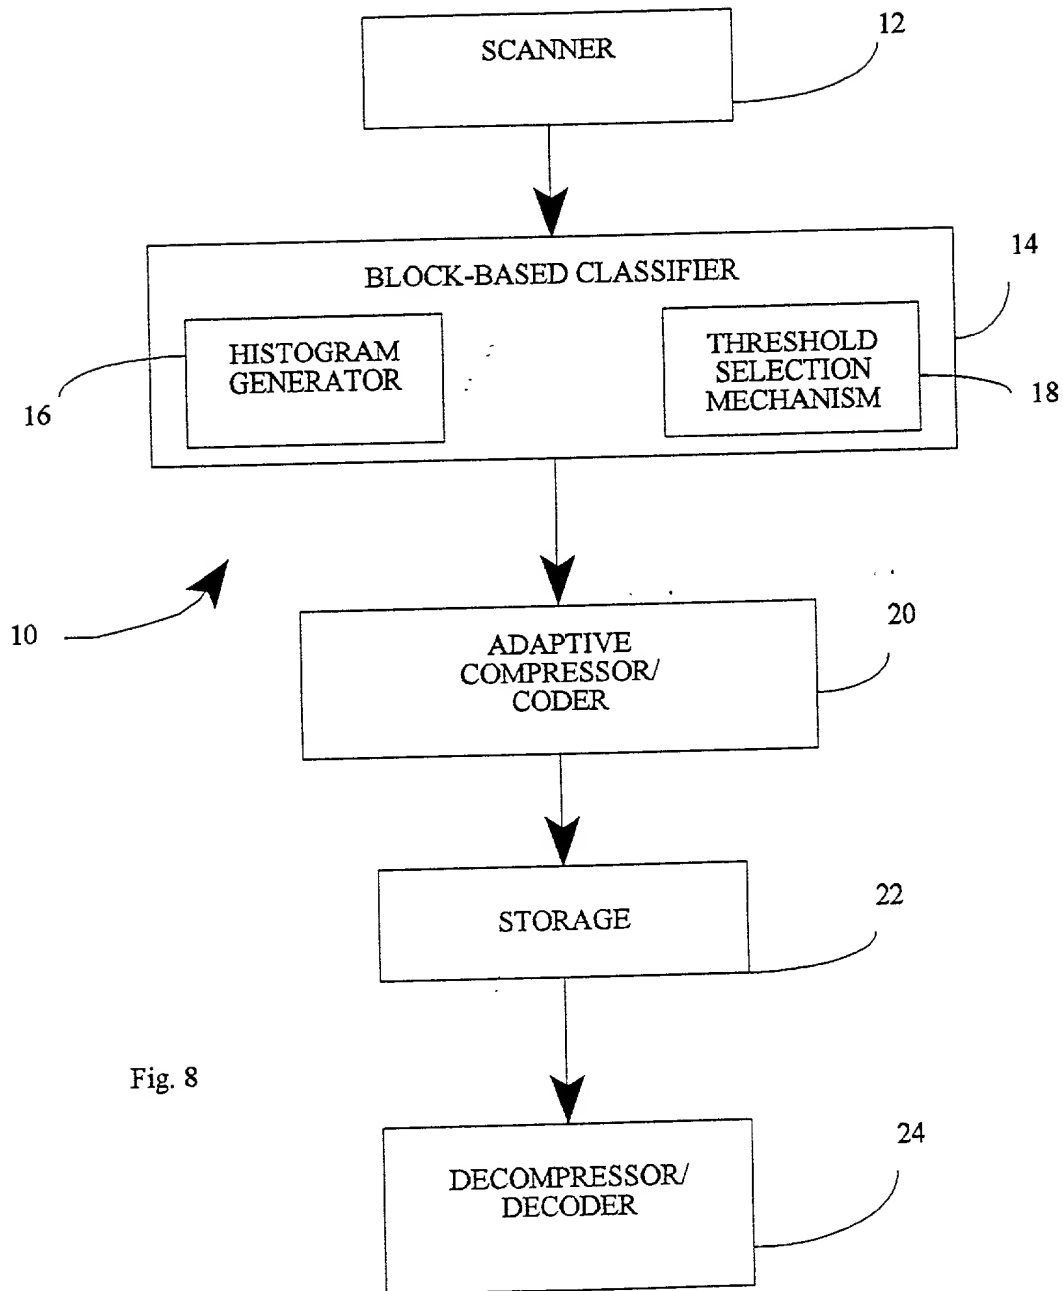 SCANNER
12
BLOCK-BASED CLASSIFIER
14
HISTOGRAM
GENERATOR
16
THRESHOLD
SELECTION
MECHANISM
18
10
ADAPTIVE
COMPRESSOR/
CODER
20
STORAGE
22
Fig. 8
DECOMPRESSOR/
DECODER
24